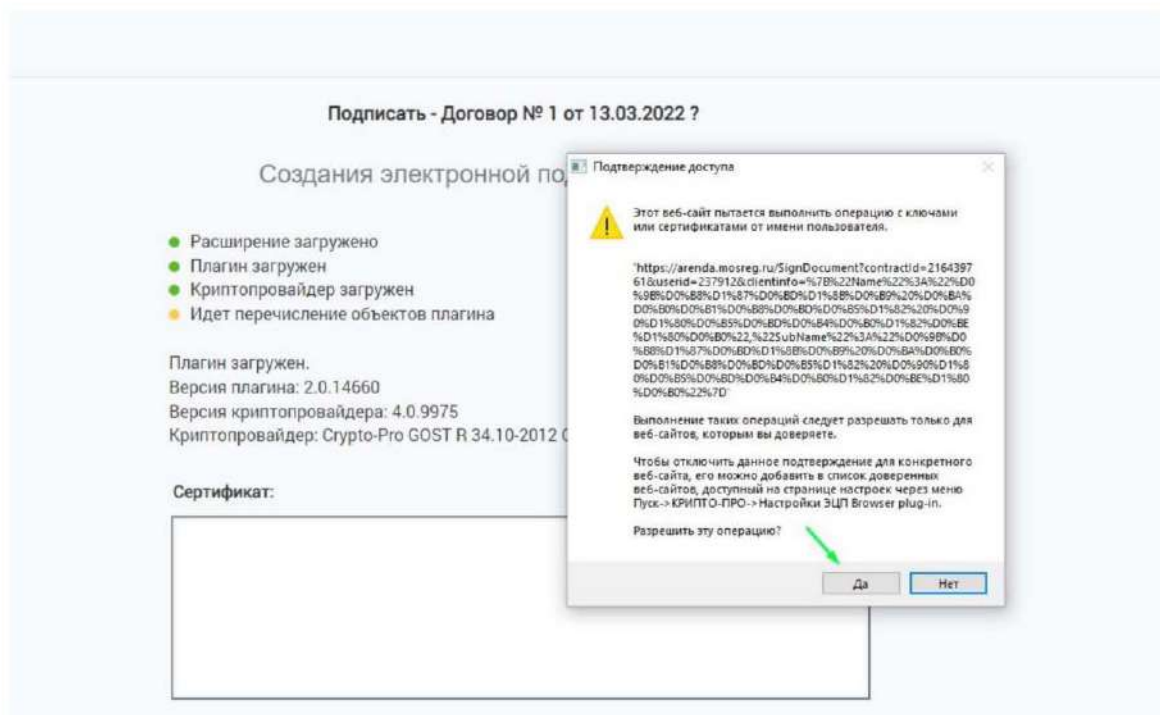 Подписать - Договор № 1 от 13.03.2022 ?
Создания электронной по
Расширение загружено
Плагин загружен
Криптопровайдер загружен
Идет перечисление объектов плагина
Плагин загружен.
Версия плагина: 2.0.14660
Версия криптопровайдера: 4.0.9975
Криптопровайдер: Crypto-Pro GOST R 34.10-2012
Сертификат:
Подтверждение доступа
Этот веб-сайт пытается выполнить операцию с ключами
или сертификатами от имени пользователя.
"https://arenda.mosreg.ru/SignDocument?contractId=2164397
61&userid=237912&clientinfo=%7B%22Name%22%3A%22%D0
%9B%D0%B8%D1%87%D0%BD%D1%8B%D0%B9%20%D0%BA%
D0%B0%D0%B1%D0%B8%D0%BD%D0%B5%D1%82%20%D0%9
0%D1%80%D0%B5%D0%BD%D0%B4%D0%B0%D1%82%D0%BE
%D1%80%D0%B0%22,%22SubName%22%3A%22%D0%9B%D0
%B8%D1%87%D0%BD%D1%8B%D0%B9%20%D0%BA%D0%B0%
D0%B1%D0%B8%D0%BD%D0%B5%D1%82%20%D0%90%D1%8
0%D0%B5%D0%BD%D0%B4%D0%B0%D1%82%D0%BE%D1%80
%D0%B0%22%7D"
Выполнение таких операций следует разрешать только для
веб-сайтов, которым вы доверяете.
Чтобы отключить данное подтверждение для конкретного
веб-сайта, его можно добавить в список доверенных
веб-сайтов, доступный на странице настроек через меню
Пуск->КРИПТО-ПРО->Настройки ЭЦП Browser plug-in.
Разрешить эту операцию?
Да
Нет